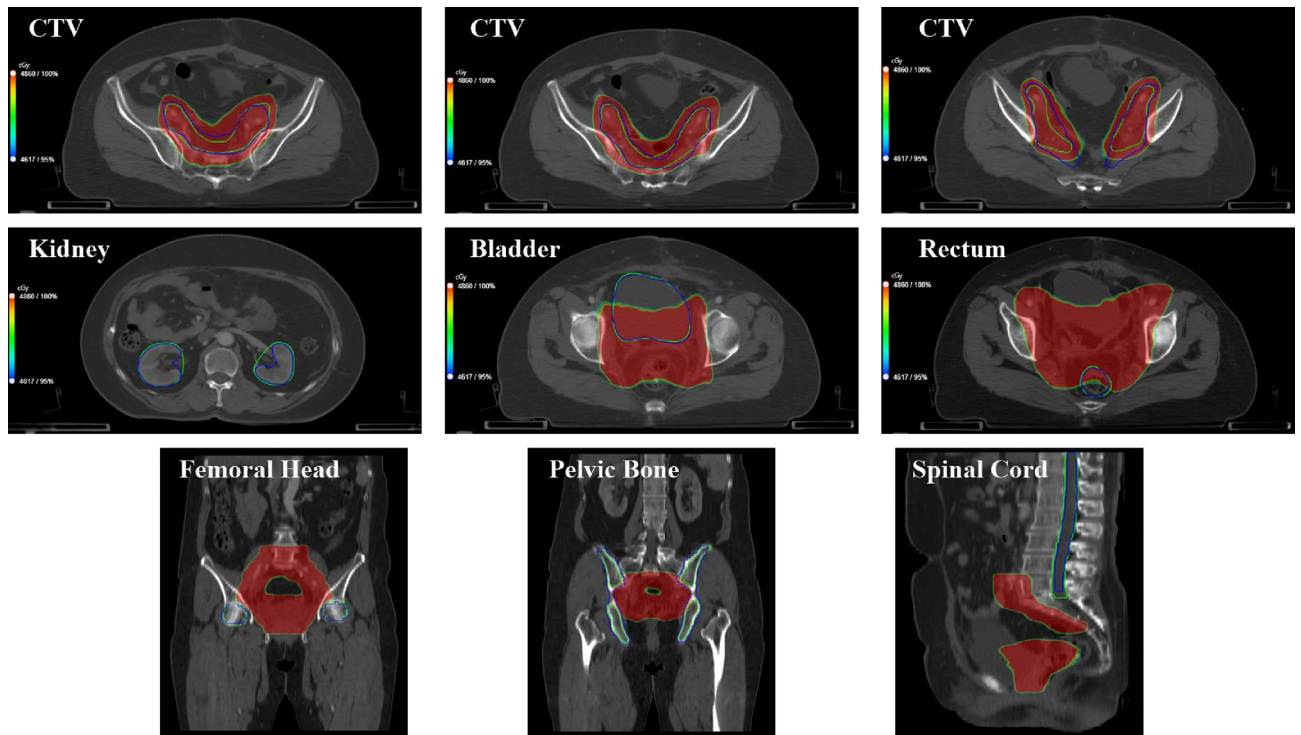 CTV
cGy
4860 / 100%
4617 / 95%
CTV
cGy
4860 / 100%
4617 / 95%
CTV
cGy
4860 / 100%
4617 / 95%
Kidney
cGy
4860 / 100%
4617 / 95%
Bladder
cGy
4860 / 100%
4617 / 95%
Rectum
cGy
4860 / 100%
4617 / 95%
Femoral Head
Pelvic Bone
Spinal Cord